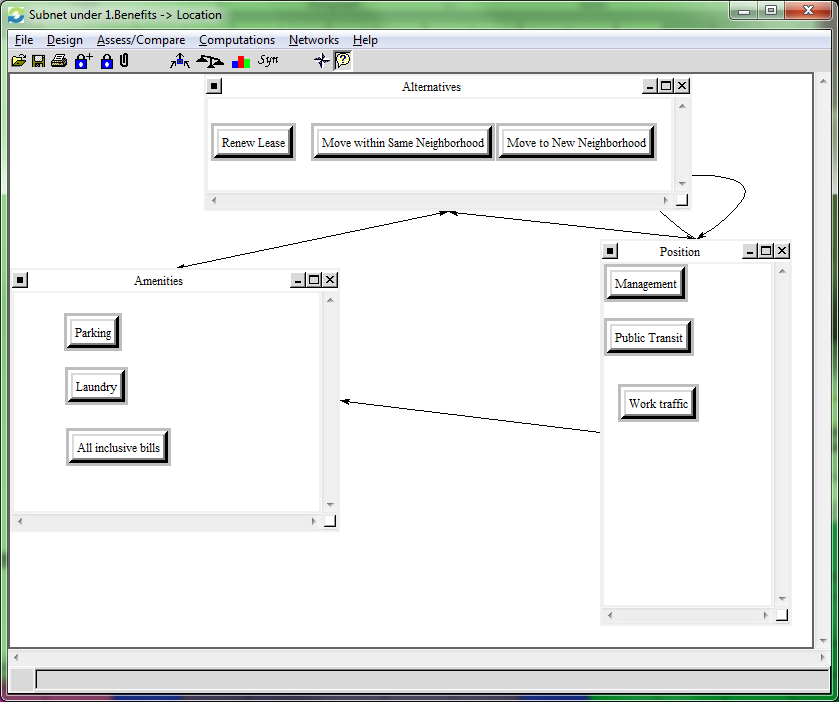 Subnet under 1.Benefits -> Location
File Design Assess/Compare Computations Networks Help
Syn
Alternatives
Renew Lease Move within Same Neighborhood Move to New Neighborhood
Position
Management
Public Transit
Work traffic
Amenities
Parking
Laundry
All inclusive bills